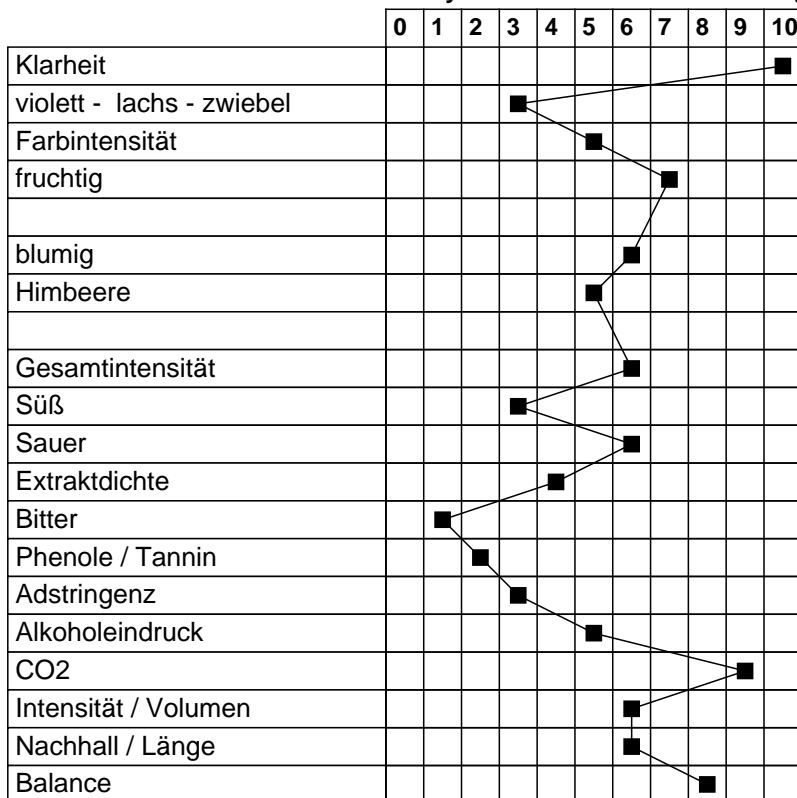 0 1 2 3 4 5 6 7 8 9 10
Klarheit
violett - lachs - zwiebel
Farbintensität
fruchtig
blumig
Himbeere
Gesamtintensität
Süß
Sauer
Extraktdichte
Bitter
Phenole / Tannin
Adstringenz
Alkoholeindruck
CO2
Intensität / Volumen
Nachhall / Länge
Balance